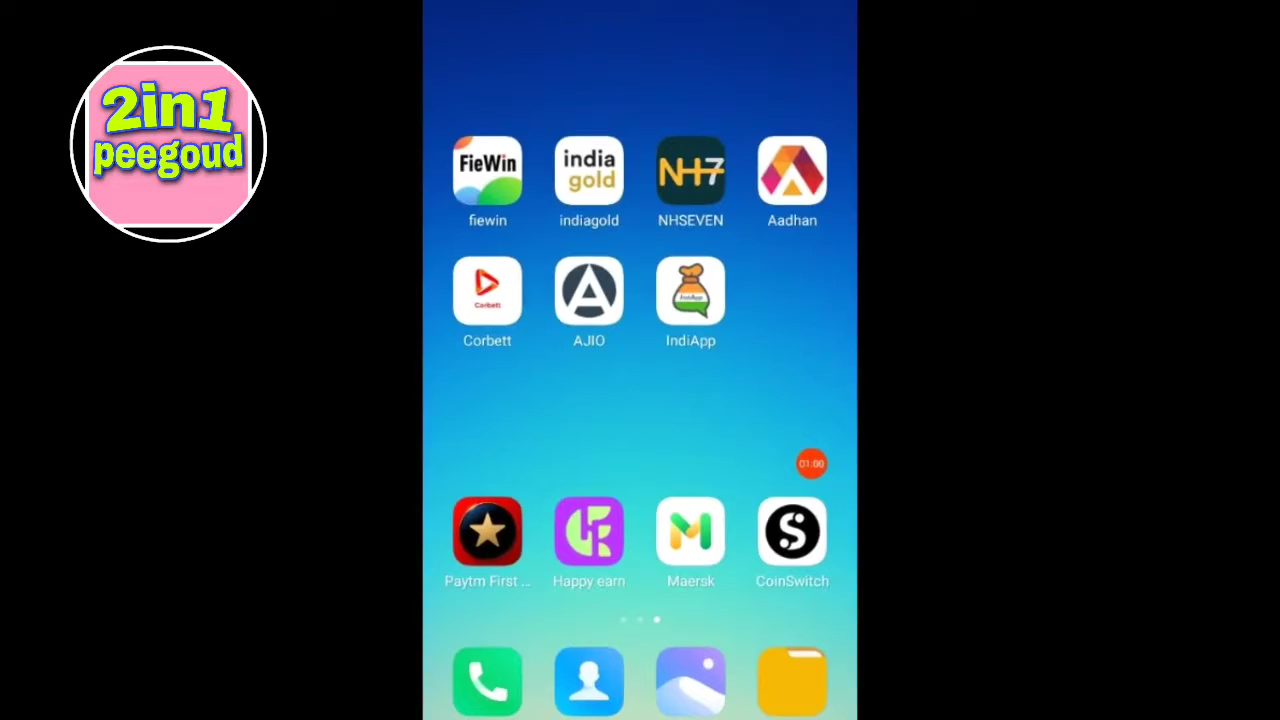 2in1
peegoud
FieWin
india
gold
NH7
fiewin
indiagold
NHSEVEN
Aadhan
Corbett
IndiApp
Corbett
AJIO
IndiApp
01:00
Paytm First ...
Happy earn
Maersk
CoinSwitch